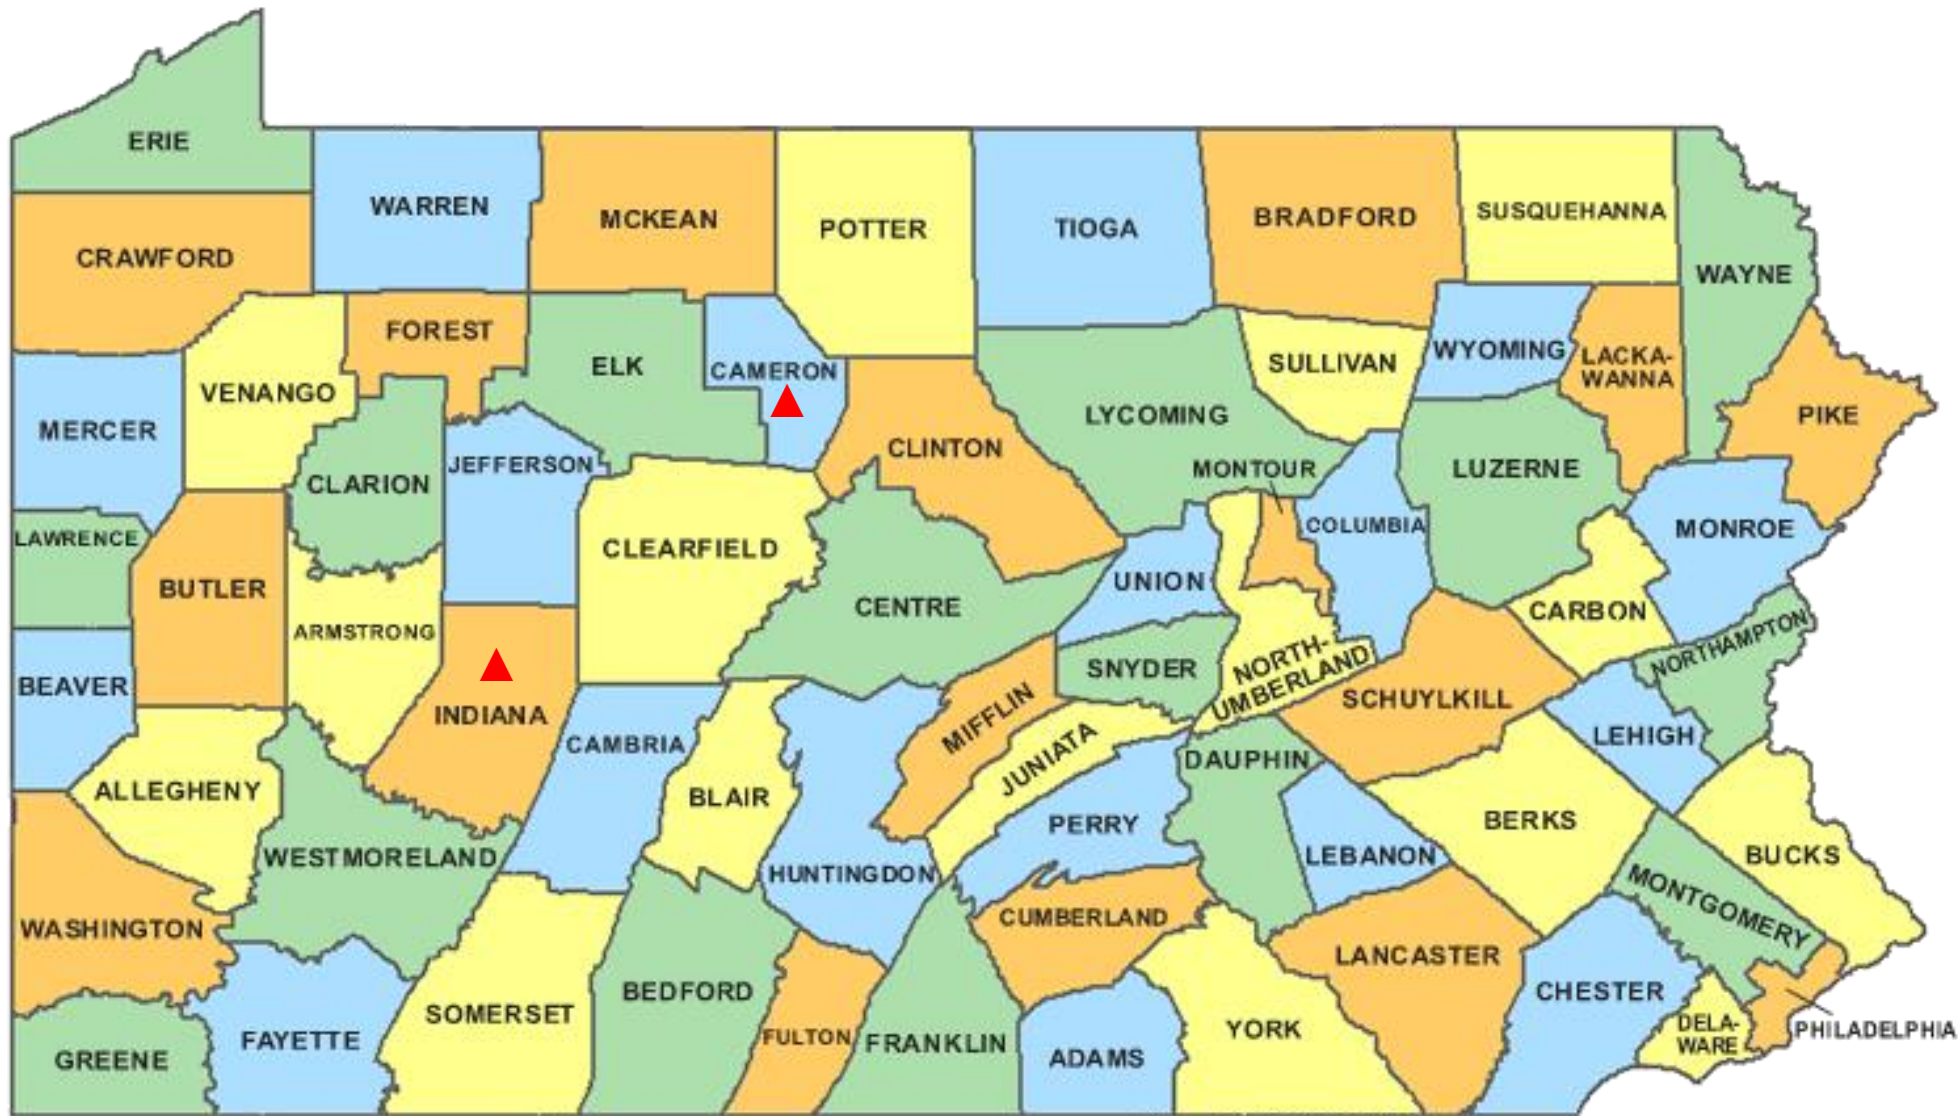 ERIE
WARREN
MCKEAN
POTTER
TIOGA
BRADFORD
SUSQUEHANNA
WAYNE
CRAWFORD
FOREST
ELK
CAMERON
SULLIVAN
WYOMING
LACKA-
WANNA
PIKE
VENANGO
MERCER
CLARION
JEFFERSON
CLINTON
LYCOMING
MONTOUR
COLUMBIA
LUZERNE
MONROE
LAWRENCE
BUTLER
ARMSTRONG
CLEARFIELD
CENTRE
UNION
CARBON
NORTHAMPTON
BEAVER
INDIANA
SNYDER
NORTH-
UMBERLAND
SCHUYLKILL
LEHIGH
CAMBRIA
MIFFLIN
JUNIATA
DAUPHIN
ALLEGHENY
BLAIR
PERRY
BERKS
WESTMORELAND
HUNTINGDON
LEBANON
BUCKS
MONTGOMERY
WASHINGTON
CUMBERLAND
LANCASTER
SOMERSET
BEDFORD
CHESTER
GREENE
FAYETTE
FULTON
FRANKLIN
ADAMS
YORK
DELA-
WARE
PHILADELPHIA